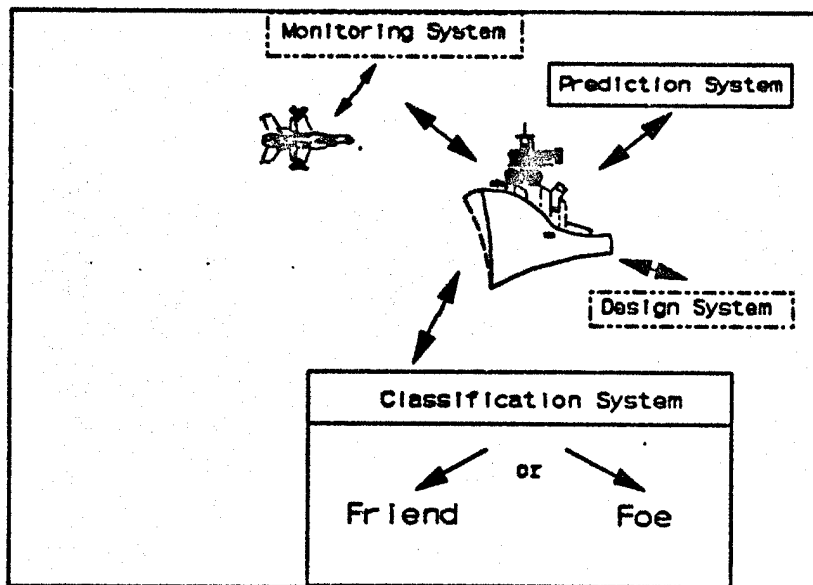 Monitoring System
Prediction System
Design System
Classification System
or
Friend
Foe